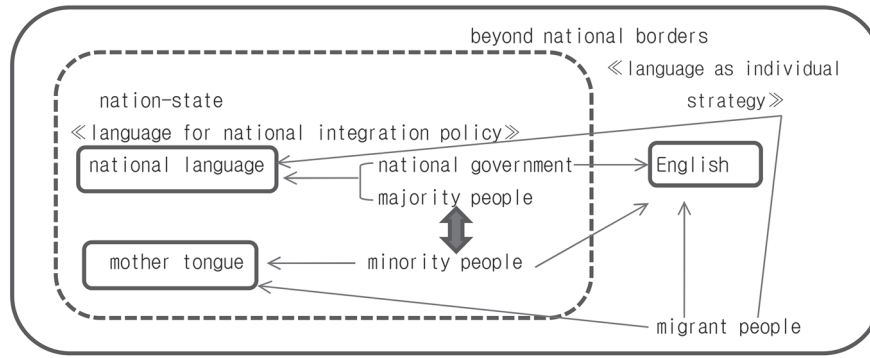 beyond national borders
≪language as individual
strategy≫
nation-state
≪language for national integration policy≫
national language
national government
English
majority people
mother tongue
minority people
migrant people